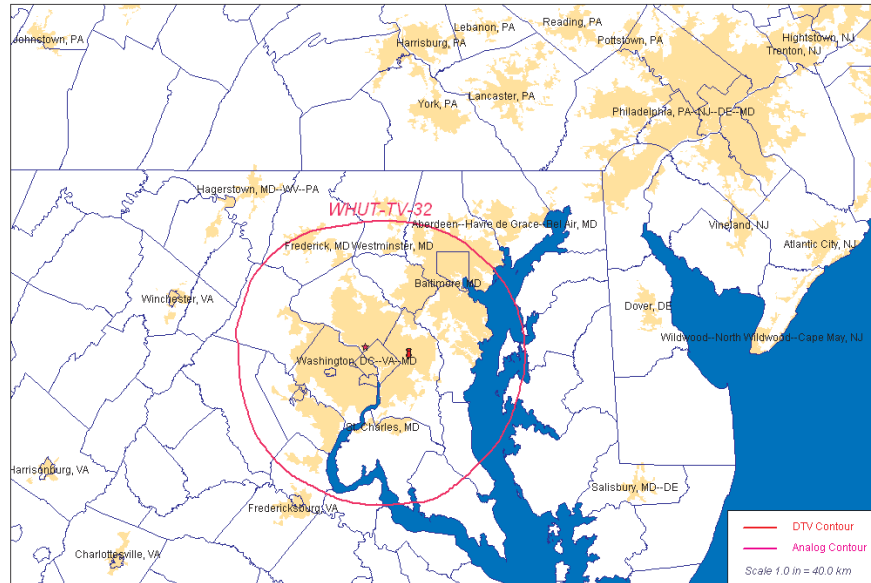 Johnstown, PA
Lebanon, PA
Reading, PA
Harrisburg, PA
Pottstown, PA
Hightstown, NJ
Trenton, NJ
York, PA
Lancaster, PA
Philadelphia, PA--NJ--DE--MD
Hagerstown, MD--WV--PA
WHUT-TV-32
Aberdeen--Havre de Grace--Bel Air, MD
Vineland, NJ
Frederick, MD
Westminster, MD
Atlantic City, NJ
Baltimore, MD
Winchester, VA
Dover, DE
Wildwood--North Wildwood--Cape May, NJ
Washington, DC--VA--MD
St. Charles, MD
Harrisonburg, VA
Salisbury, MD--DE
Fredericksburg, VA
Charlottesville, VA
DTV Contour
Analog Contour
Scale 1.0 in = 40.0 km